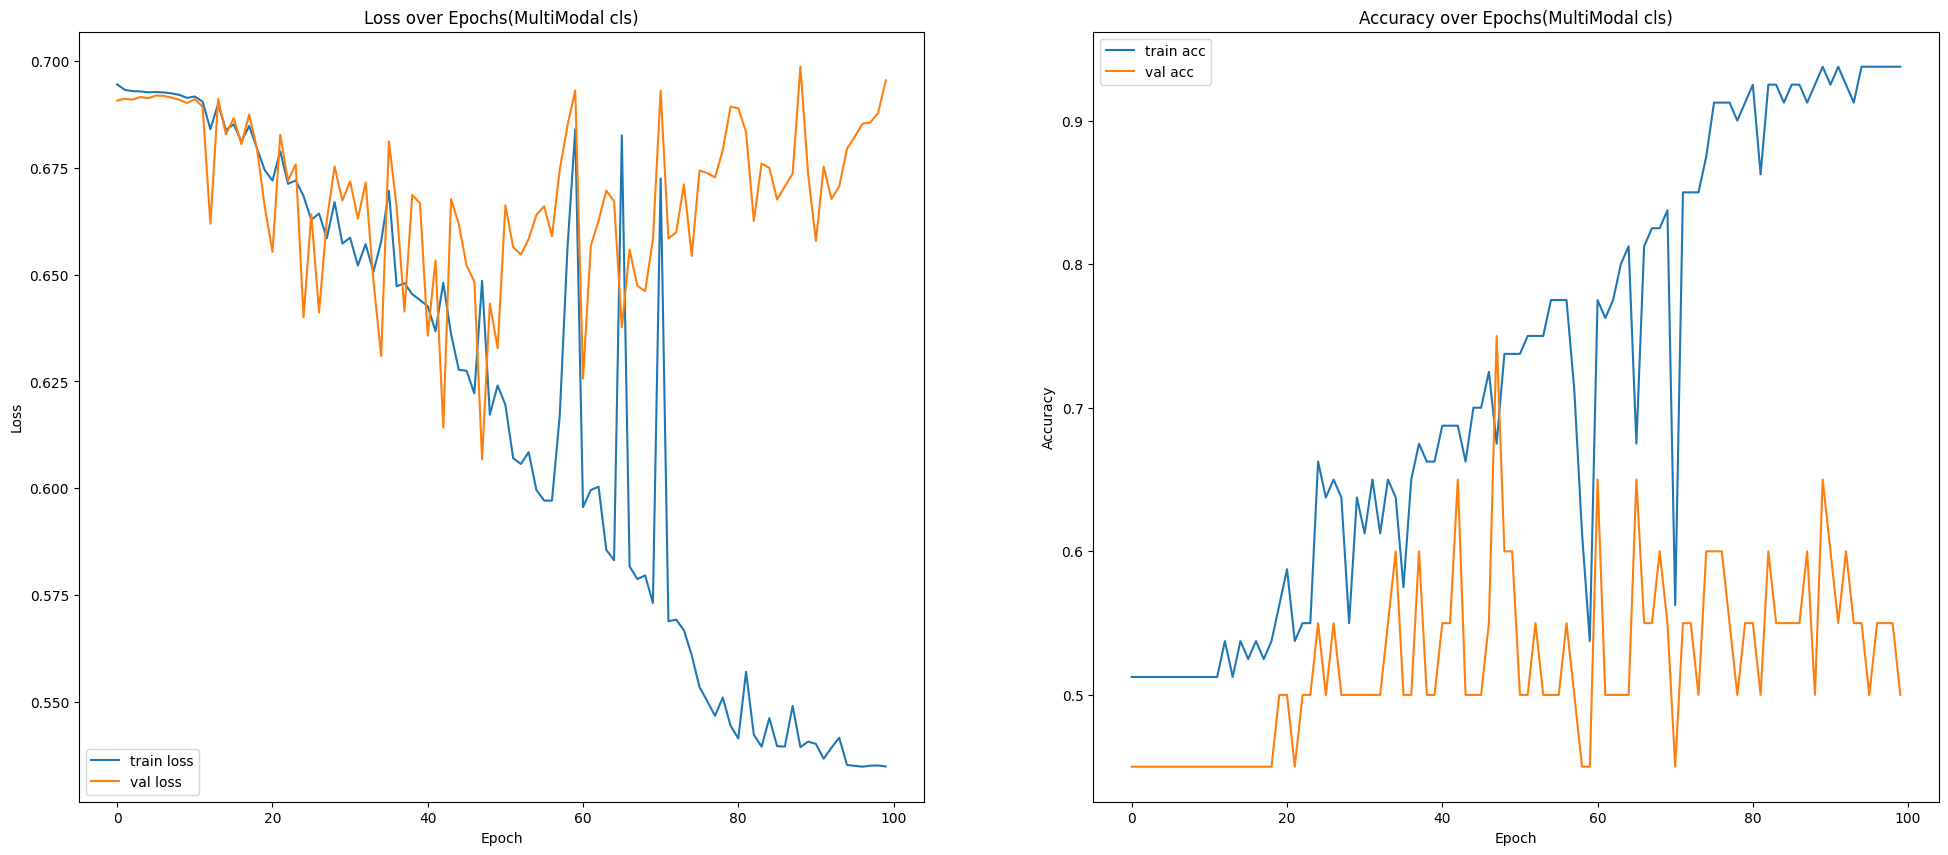 Loss over Epochs(MultiModal cls)
0.700
0.675
0.650
0.625
0.600
0.575
0.550
Loss
train loss
val loss
0 20 40 60 80 100
Epoch
Accuracy over Epochs(MultiModal cls)
train acc
val acc
0.9
0.8
0.7
0.6
0.5
Accuracy
0 20 40 60 80 100
Epoch